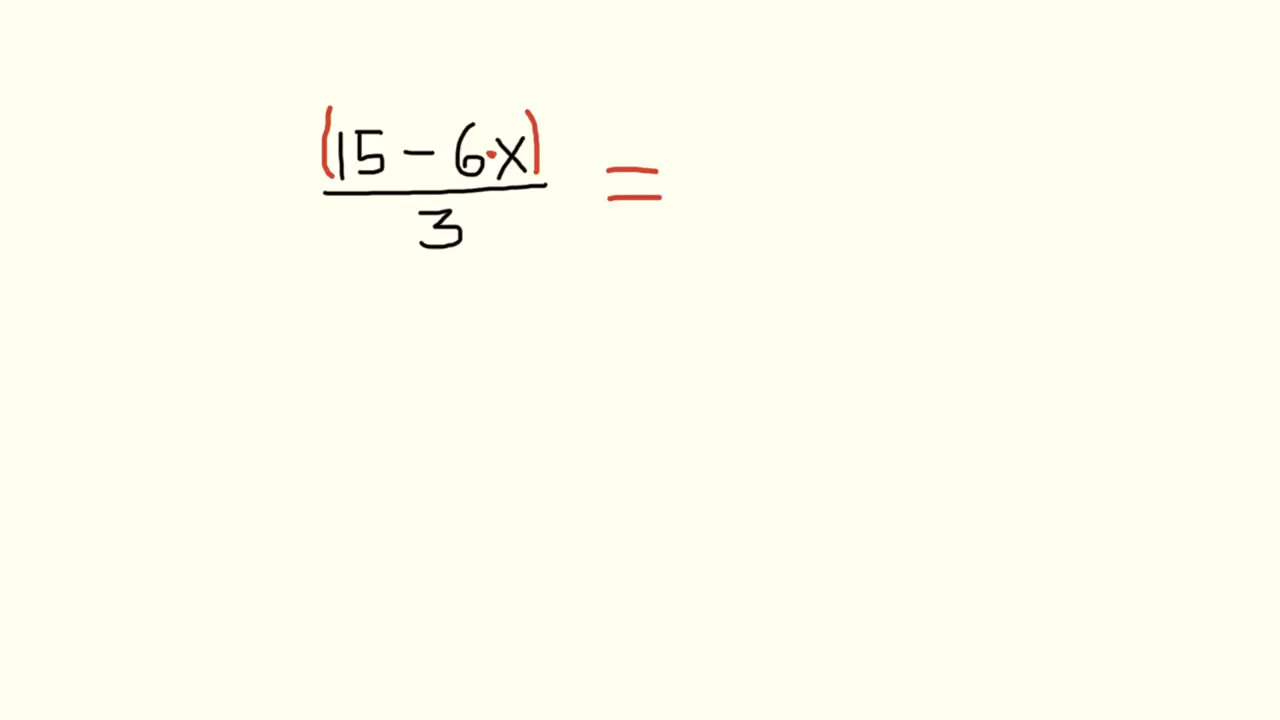 (15 - 6·x) =
3